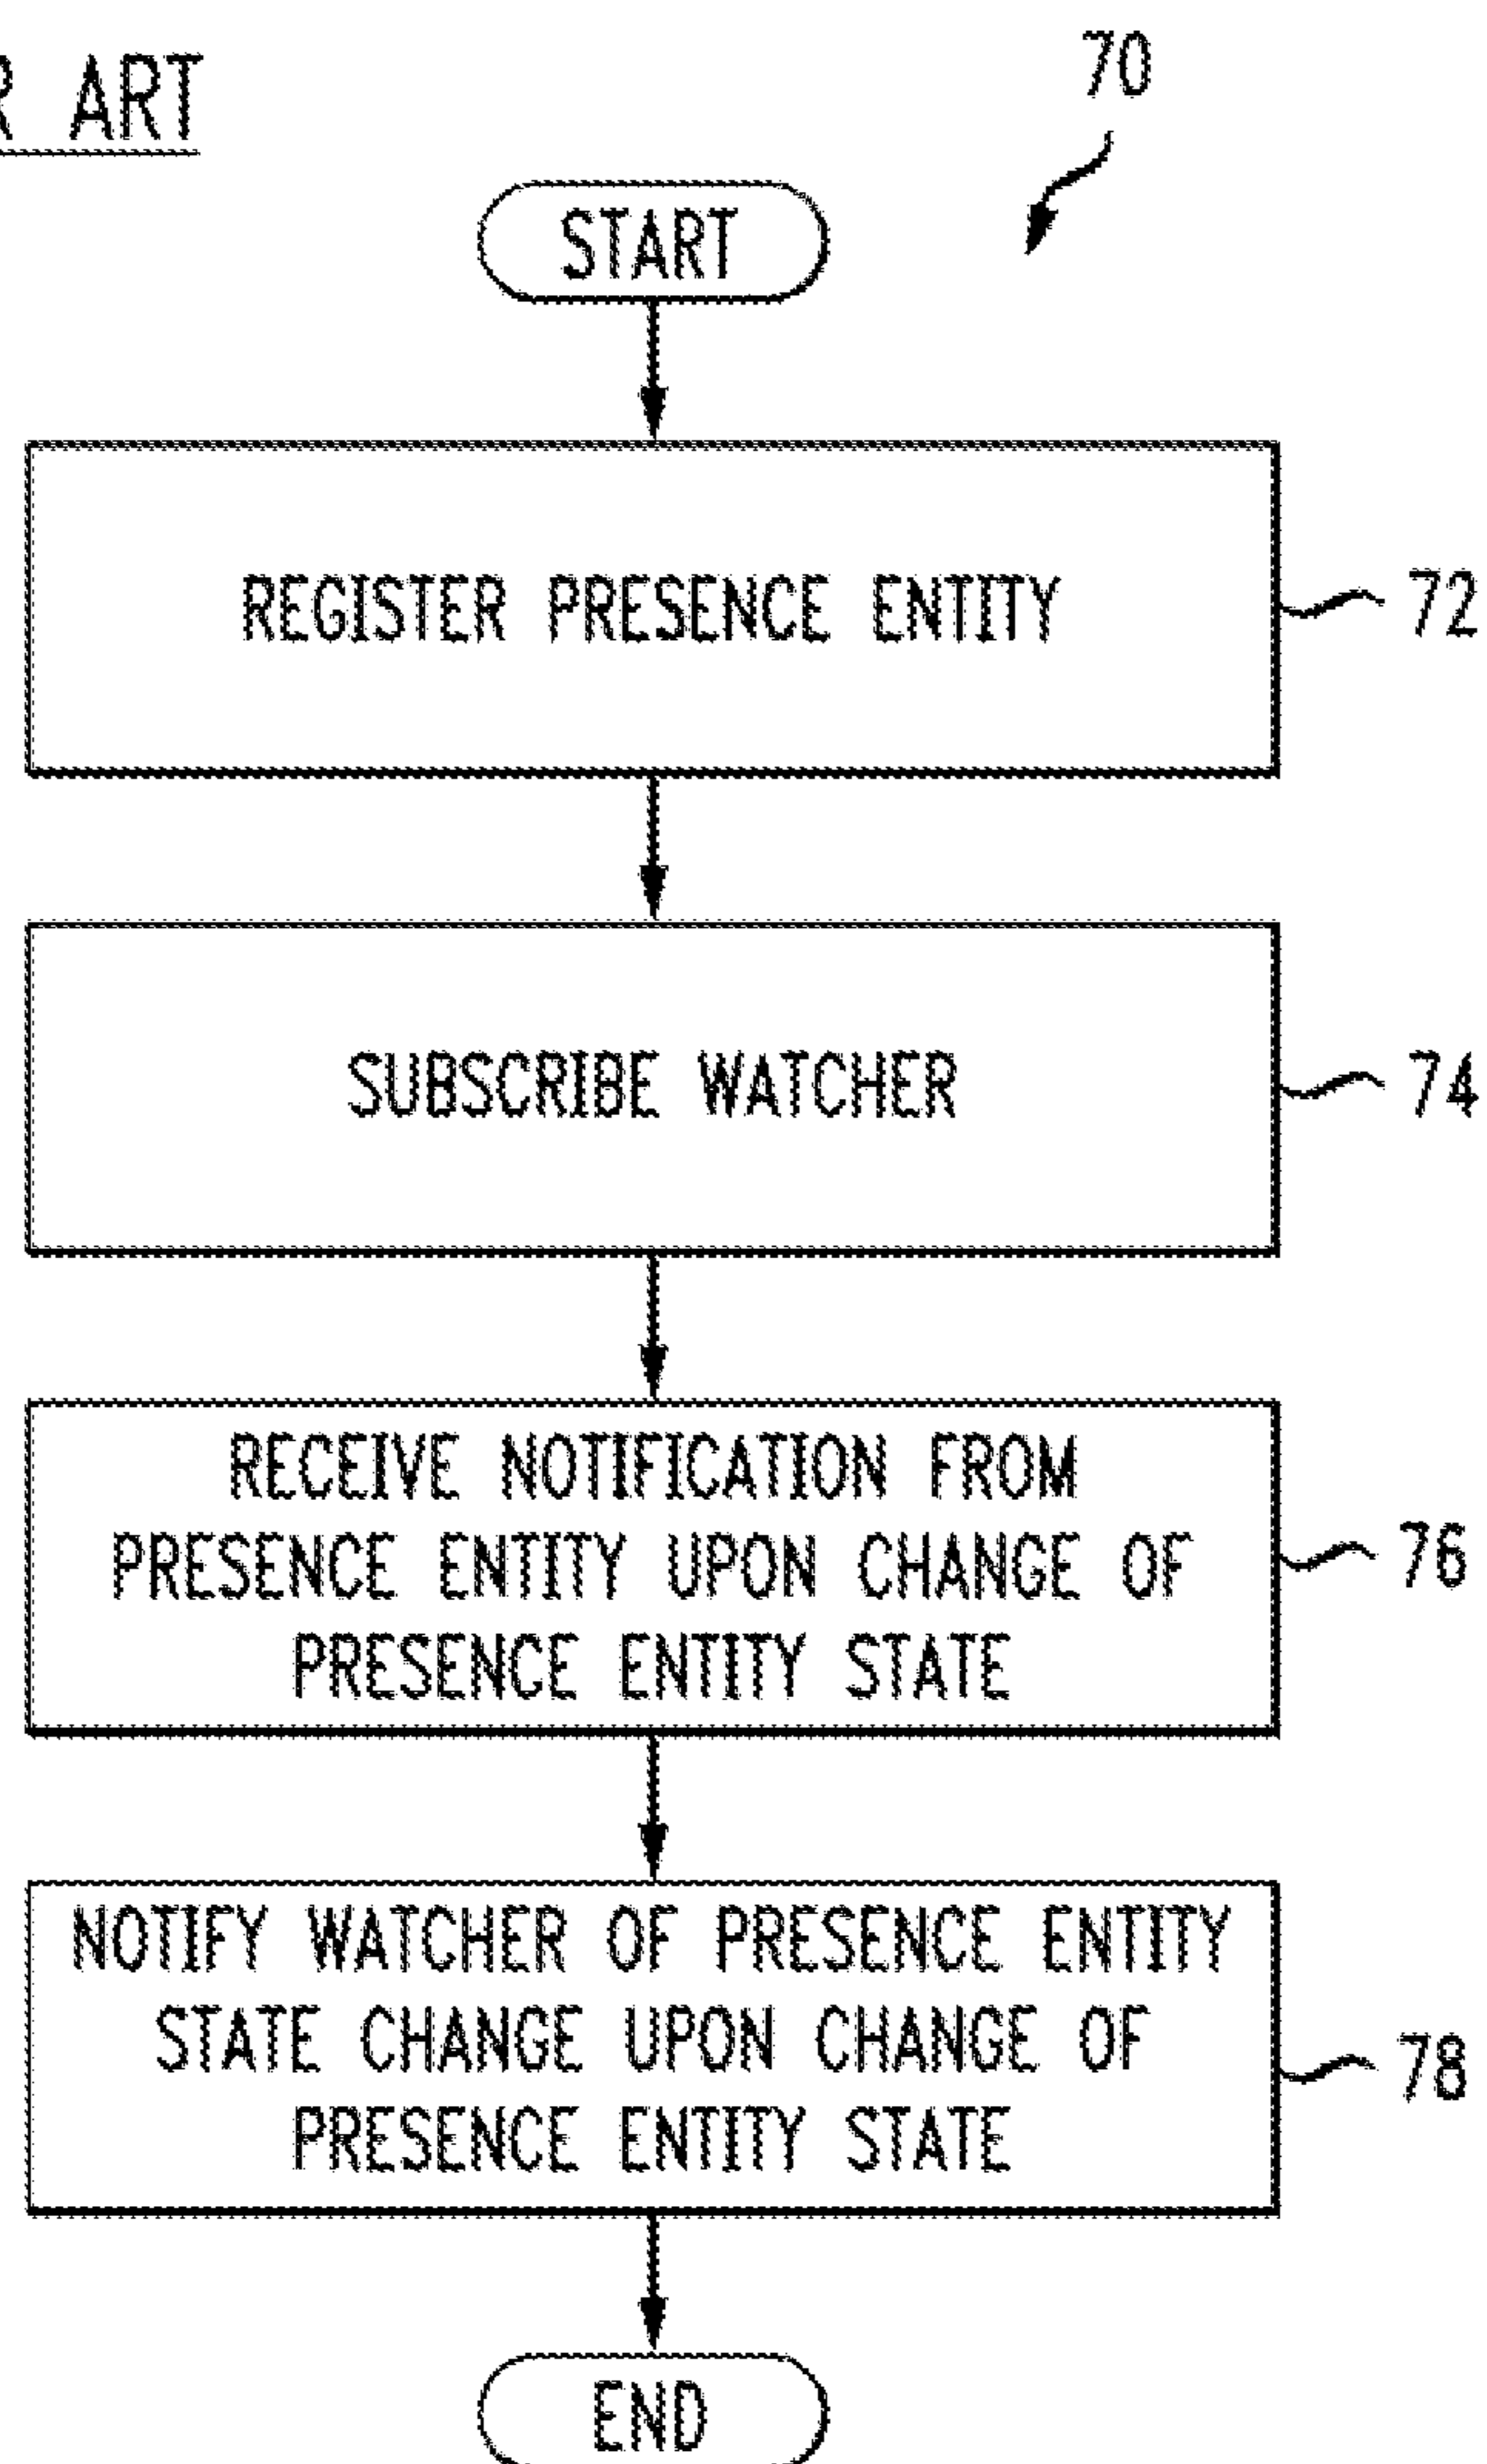 ART
70
START
REGISTER PRESENCE ENTITY
72
SUBSCRIBE WATCHER
74
RECEIVE NOTIFICATION FROM
PRESENCE ENTITY UPON CHANGE OF
PRESENCE ENTITY STATE
76
NOTIFY WATCHER OF PRESENCE ENTITY
STATE CHANGE UPON CHANGE OF
PRESENCE ENTITY STATE
78
END